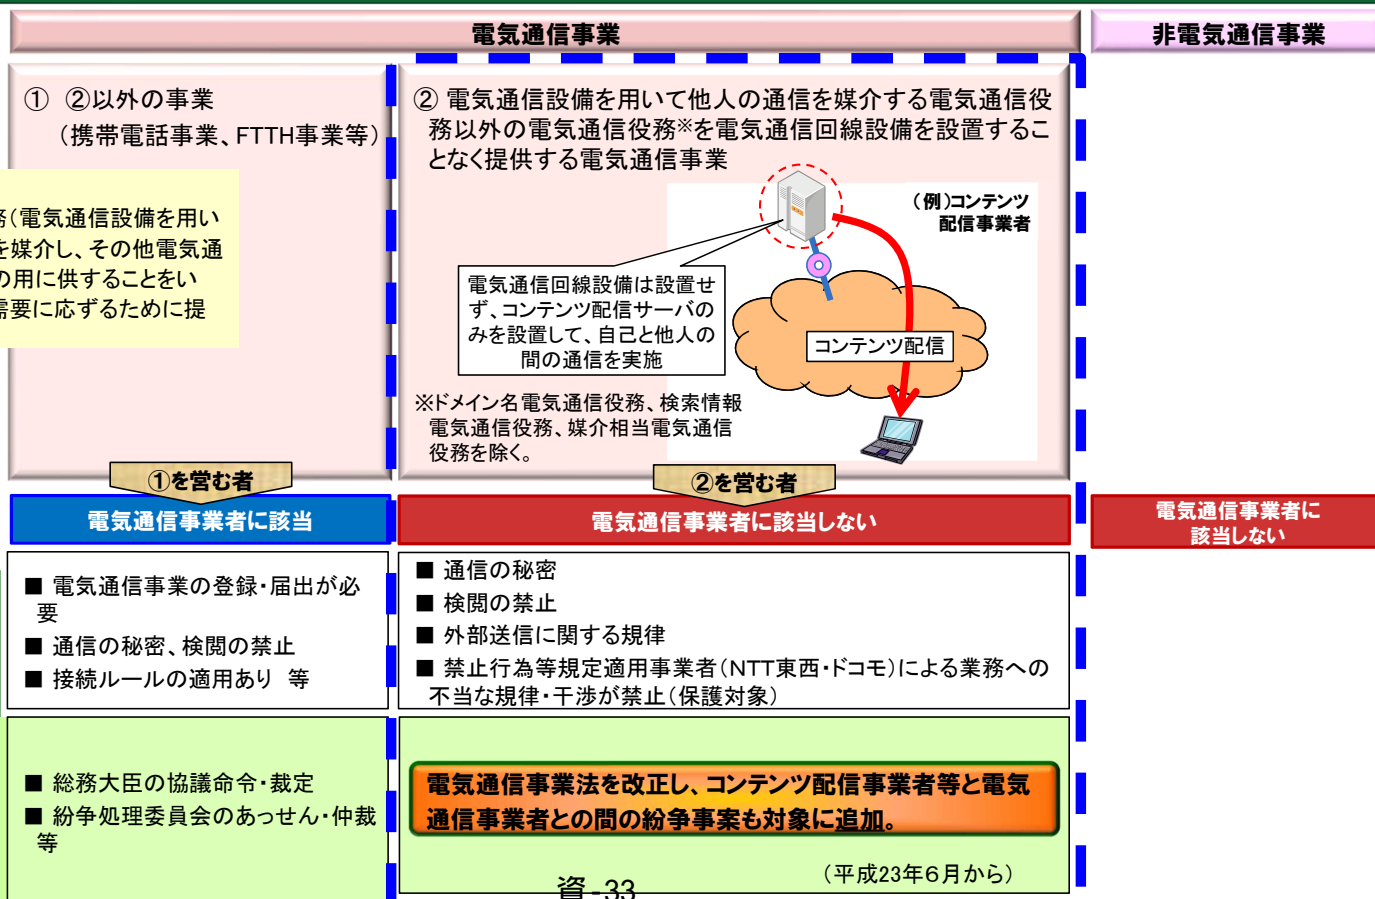 電気通信事業
非電気通信事業
① ②以外の事業
（携帯電話事業、FTTH事業等）
務（電気通信設備を用い
を媒介し、その他電気通
の用に供することをい
需要に応ずるために提
② 電気通信設備を用いて他人の通信を媒介する電気通信役
務以外の電気通信役務※を電気通信回線設備を設置するこ
となく提供する電気通信事業
（例）コンテンツ
配信事業者
電気通信回線設備は設置せ
ず、コンテンツ配信サーバの
みを設置して、自己と他人の
間の通信を実施
コンテンツ配信
※ドメイン名電気通信役務、検索情報
電気通信役務、媒介相当電気通信
役務を除く。
①を営む者
②を営む者
電気通信事業者に該当
電気通信事業者に該当しない
電気通信事業者に
該当しない
■ 電気通信事業の登録・届出が必
要
■ 通信の秘密、検閲の禁止
■ 接続ルールの適用あり 等
■ 通信の秘密
■ 検閲の禁止
■ 外部送信に関する規律
■ 禁止行為等規定適用事業者（NTT東西・ドコモ）による業務への
不当な規律・干渉が禁止（保護対象）
■ 総務大臣の協議命令・裁定
■ 紛争処理委員会のあっせん・仲裁
等
電気通信事業法を改正し、コンテンツ配信事業者等と電気
通信事業者との間の紛争事案も対象に追加。
（平成23年６月から）
資-33